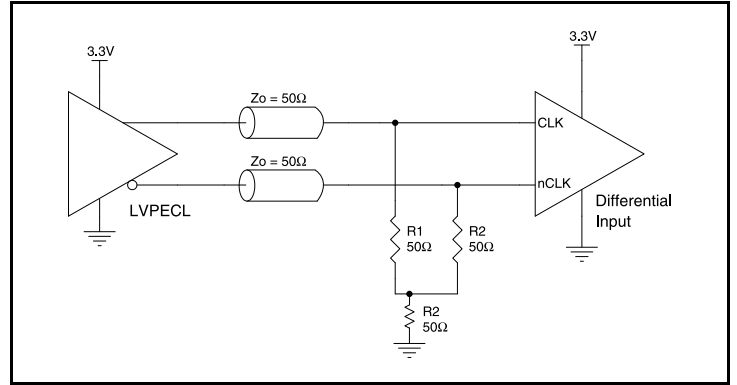 3.3V
3.3V
Zo = 50Ω
CLK
Zo = 50Ω
nCLK
LVPECL
Differential
Input
R1
50Ω
R2
50Ω
R2
50Ω